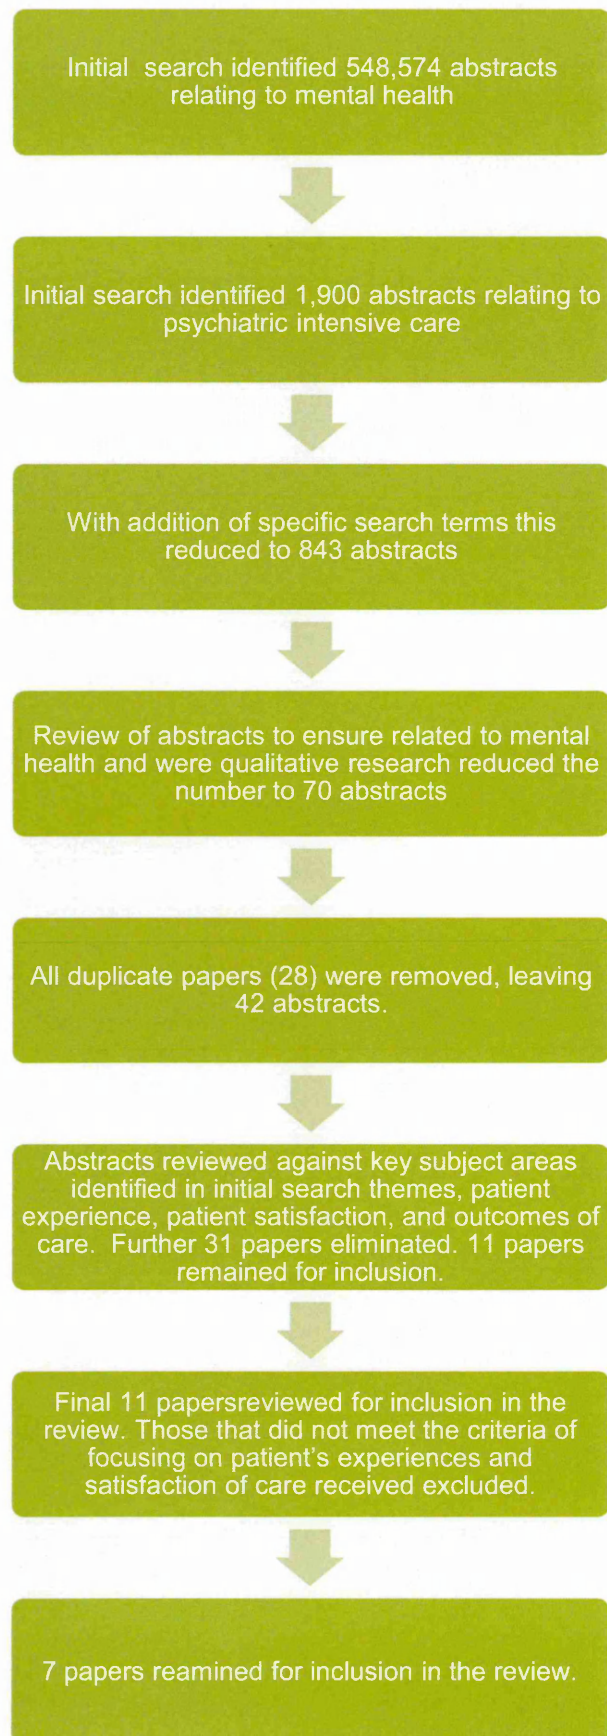 Initial search identified 548,574 abstracts
relating to mental health
Initial search identified 1,900 abstracts relating to
psychiatric intensive care
With addition of specific search terms this
reduced to 843 abstracts
Review of abstracts to ensure related to mental
health and were qualitative research reduced the
number to 70 abstracts
All duplicate papers (28) were removed, leaving
42 abstracts.
Abstracts reviewed against key subject areas
identified in initial search themes, patient
experience, patient satisfaction, and outcomes of
care. Further 31 papers eliminated. 11 papers
remained for inclusion.
Final 11 papersreviewed for inclusion in the
review. Those that did not meet the criteria of
focusing on patient's experiences and
satisfaction of care received excluded.
7 papers reamined for inclusion in the review.